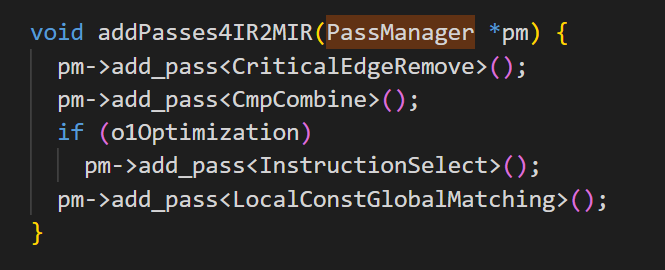 void addPasses4IR2MIR(PassManager *pm) {
  pm->add_pass<CriticalEdgeRemove>();
  pm->add_pass<CmpCombine>();
  if (o1Optimization)
    pm->add_pass<InstructionSelect>();
  pm->add_pass<LocalConstGlobalMatching>();
}